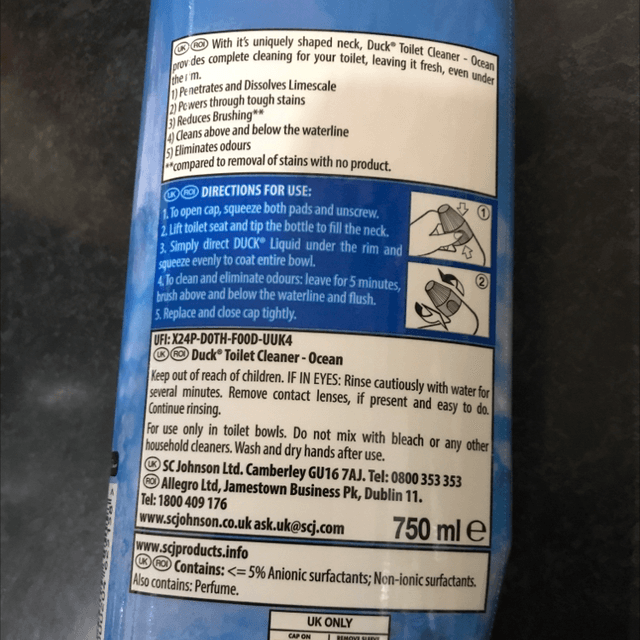 UK ROI With it's uniquely shaped neck, Duck® Toilet Cleaner - Ocean
provides complete cleaning for your toilet, leaving it fresh, even under
the rim.
1) Penetrates and Dissolves Limescale
2) Powers through tough stains
3) Reduces Brushing**
4) Cleans above and below the waterline
5) Eliminates odours
**compared to removal of stains with no product.
UK ROI DIRECTIONS FOR USE:
1. To open cap, squeeze both pads and unscrew.
2. Lift toilet seat and tip the bottle to fill the neck.
3. Simply direct DUCK® Liquid under the rim and
squeeze evenly to coat entire bowl.
4. To clean and eliminate odours: leave for 5 minutes,
brush above and below the waterline and flush.
5. Replace and close cap tightly.
1
2
UFI: X24P-D0TH-F00D-UUK4
UK ROI Duck® Toilet Cleaner - Ocean
Keep out of reach of children. IF IN EYES: Rinse cautiously with water for
several minutes. Remove contact lenses, if present and easy to do.
Continue rinsing.
For use only in toilet bowls. Do not mix with bleach or any other
household cleaners. Wash and dry hands after use.
UK SC Johnson Ltd. Camberley GU16 7AJ. Tel: 0800 353 353
ROI Allegro Ltd, Jamestown Business Pk, Dublin 11.
Tel: 1800 409 176
www.scjohnson.co.uk ask.uk@scj.com
750 ml e
www.scjproducts.info
UK ROI Contains: <= 5% Anionic surfactants; Non-ionic surfactants.
Also contains: Perfume.
UK ONLY
CAP ON
REMOVE SLEEVE